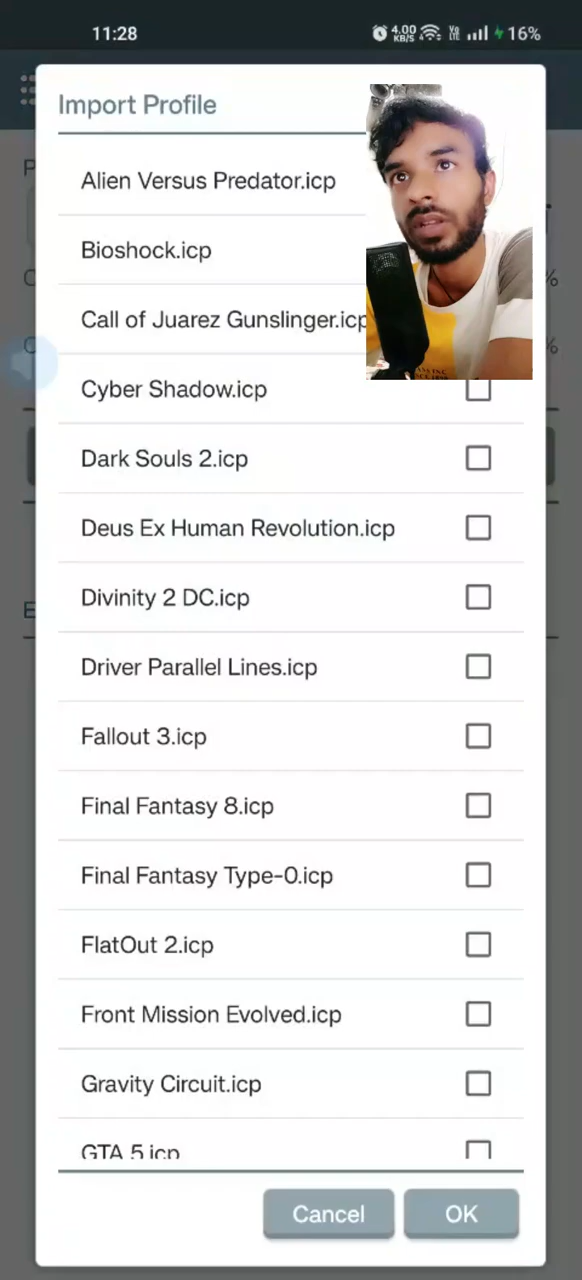 11:28
4.00
KB/S
Vo
LTE
16%
Import Profile
Alien Versus Predator.icp
Bioshock.icp
Call of Juarez Gunslinger.icp
Cyber Shadow.icp
Dark Souls 2.icp
Deus Ex Human Revolution.icp
Divinity 2 DC.icp
Driver Parallel Lines.icp
Fallout 3.icp
Final Fantasy 8.icp
Final Fantasy Type-0.icp
FlatOut 2.icp
Front Mission Evolved.icp
Gravity Circuit.icp
GTA 5.icp
Cancel
OK